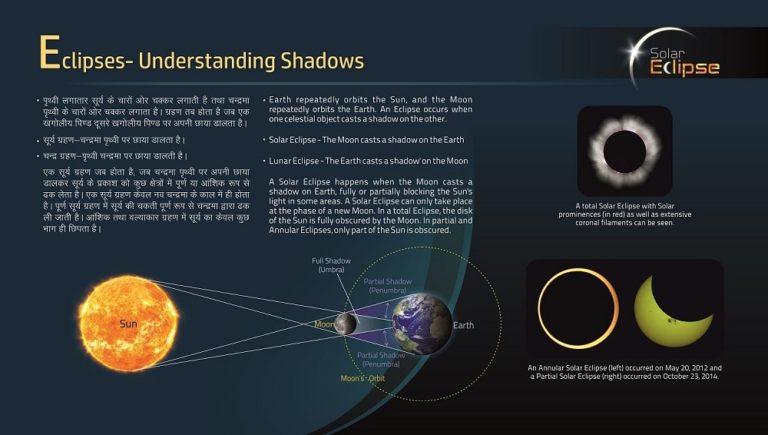 Eclipses- Understanding Shadows
Solar
Eclipse
• पृथ्वी लगातार सूर्य के चारों ओर चक्कर लगाती है तथा चन्द्रमा
पृथ्वी के चारों ओर चक्कर लगाता है। ग्रहण तब होता है जब एक
खगोलीय पिण्ड दूसरे खगोलीय पिण्ड पर अपनी छाया डालता है।
• सूर्य ग्रहण–चन्द्रमा पृथ्वी पर छाया डालता है।
• चन्द्र ग्रहण–पृथ्वी चन्द्रमा पर छाया डालती है।
एक सूर्य ग्रहण जब होता है, जब चन्द्रमा पृथ्वी पर अपनी छाया
डालकर सूर्य के प्रकाश को कुछ क्षेत्रों में पूर्ण या आंशिक रूप से
ढक लेता है। एक सूर्य ग्रहण केवल नव चन्द्रमा के काल में ही होता
है। पूर्ण सूर्य ग्रहण में सूर्य की चकती पूर्ण रूप से चन्द्रमा द्वारा ढक
ली जाती है। आंशिक तथा वल्याकार ग्रहण में सूर्य का केवल कुछ
भाग ही छिपता है।
• Earth repeatedly orbits the Sun, and the Moon
repeatedly orbits the Earth. An Eclipse occurs when
one celestial object casts a shadow on the other.
• Solar Eclipse - The Moon casts a shadow on the Earth
• Lunar Eclipse - The Earth casts a shadow on the Moon
A Solar Eclipse happens when the Moon casts a
shadow on Earth, fully or partially blocking the Sun's
light in some areas. A Solar Eclipse can only take place
at the phase of a new Moon. In a total Eclipse, the disk
of the Sun is fully obscured by the Moon. In partial and
Annular Eclipses, only part of the Sun is obscured.
A total Solar Eclipse with Solar
prominences (in red) as well as extensive
coronal filaments can be seen.
Full Shadow
(Umbra)
Partial Shadow
(Penumbra)
Sun
Moon
Earth
Partial Shadow
(Penumbra)
Moon's Orbit
An Annular Solar Eclipse (left) occurred on May 20, 2012 and
a Partial Solar Eclipse (right) occurred on October 23, 2014.